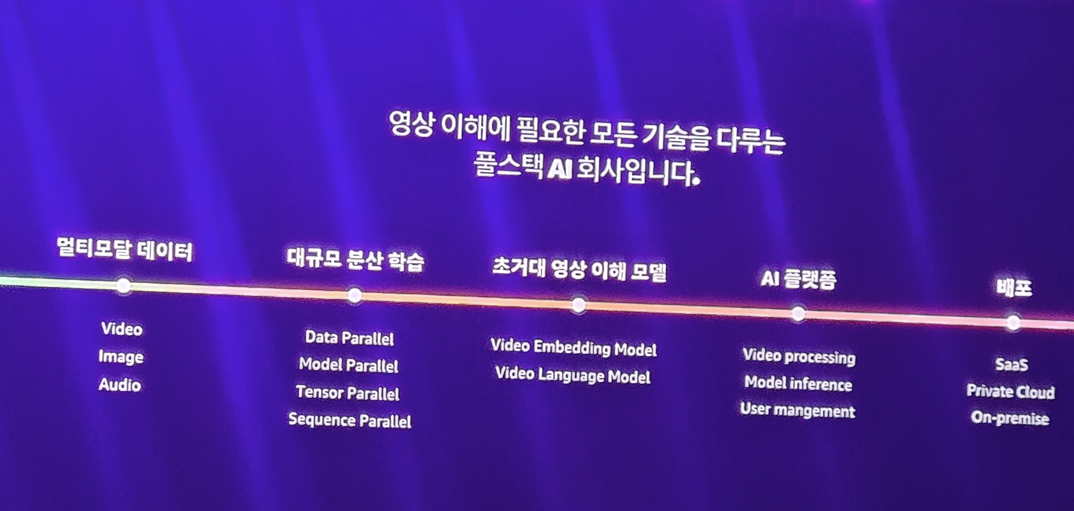 영상 이해에 필요한 모든 기술을 다루는
풀스택 AI 회사입니다.
멀티모달 데이터
Video
Image
Audio
대규모 분산 학습
Data Parallel
Model Parallel
Tensor Parallel
Sequence Parallel
초거대 영상 이해 모델
Video Embedding Model
Video Language Model
AI 플랫폼
Video processing
Model inference
User mangement
배포
SaaS
Private Cloud
On-premise